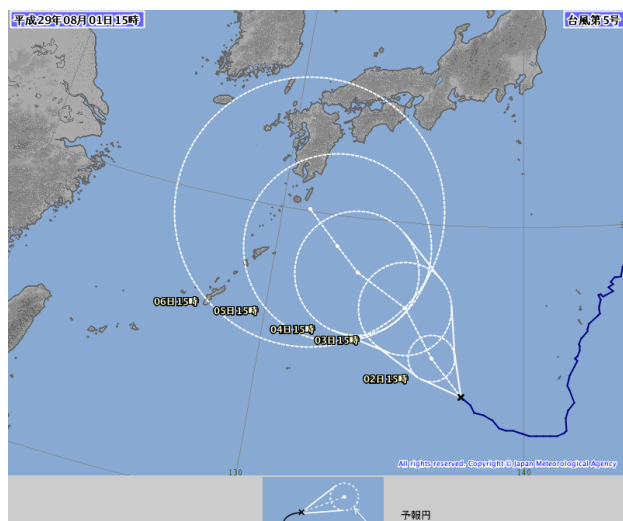 平成29年08月01日15時
台風第5号
06日15時
05日15時
04日15時
03日15時
02日15時
All rights reserved. Copyright © Japan Meteorological Agency
130
140
予報円